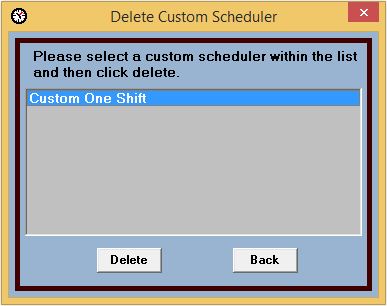 Delete Custom Scheduler
Please select a custom scheduler within the list
and then click delete.
Custom One Shift
Delete
Back